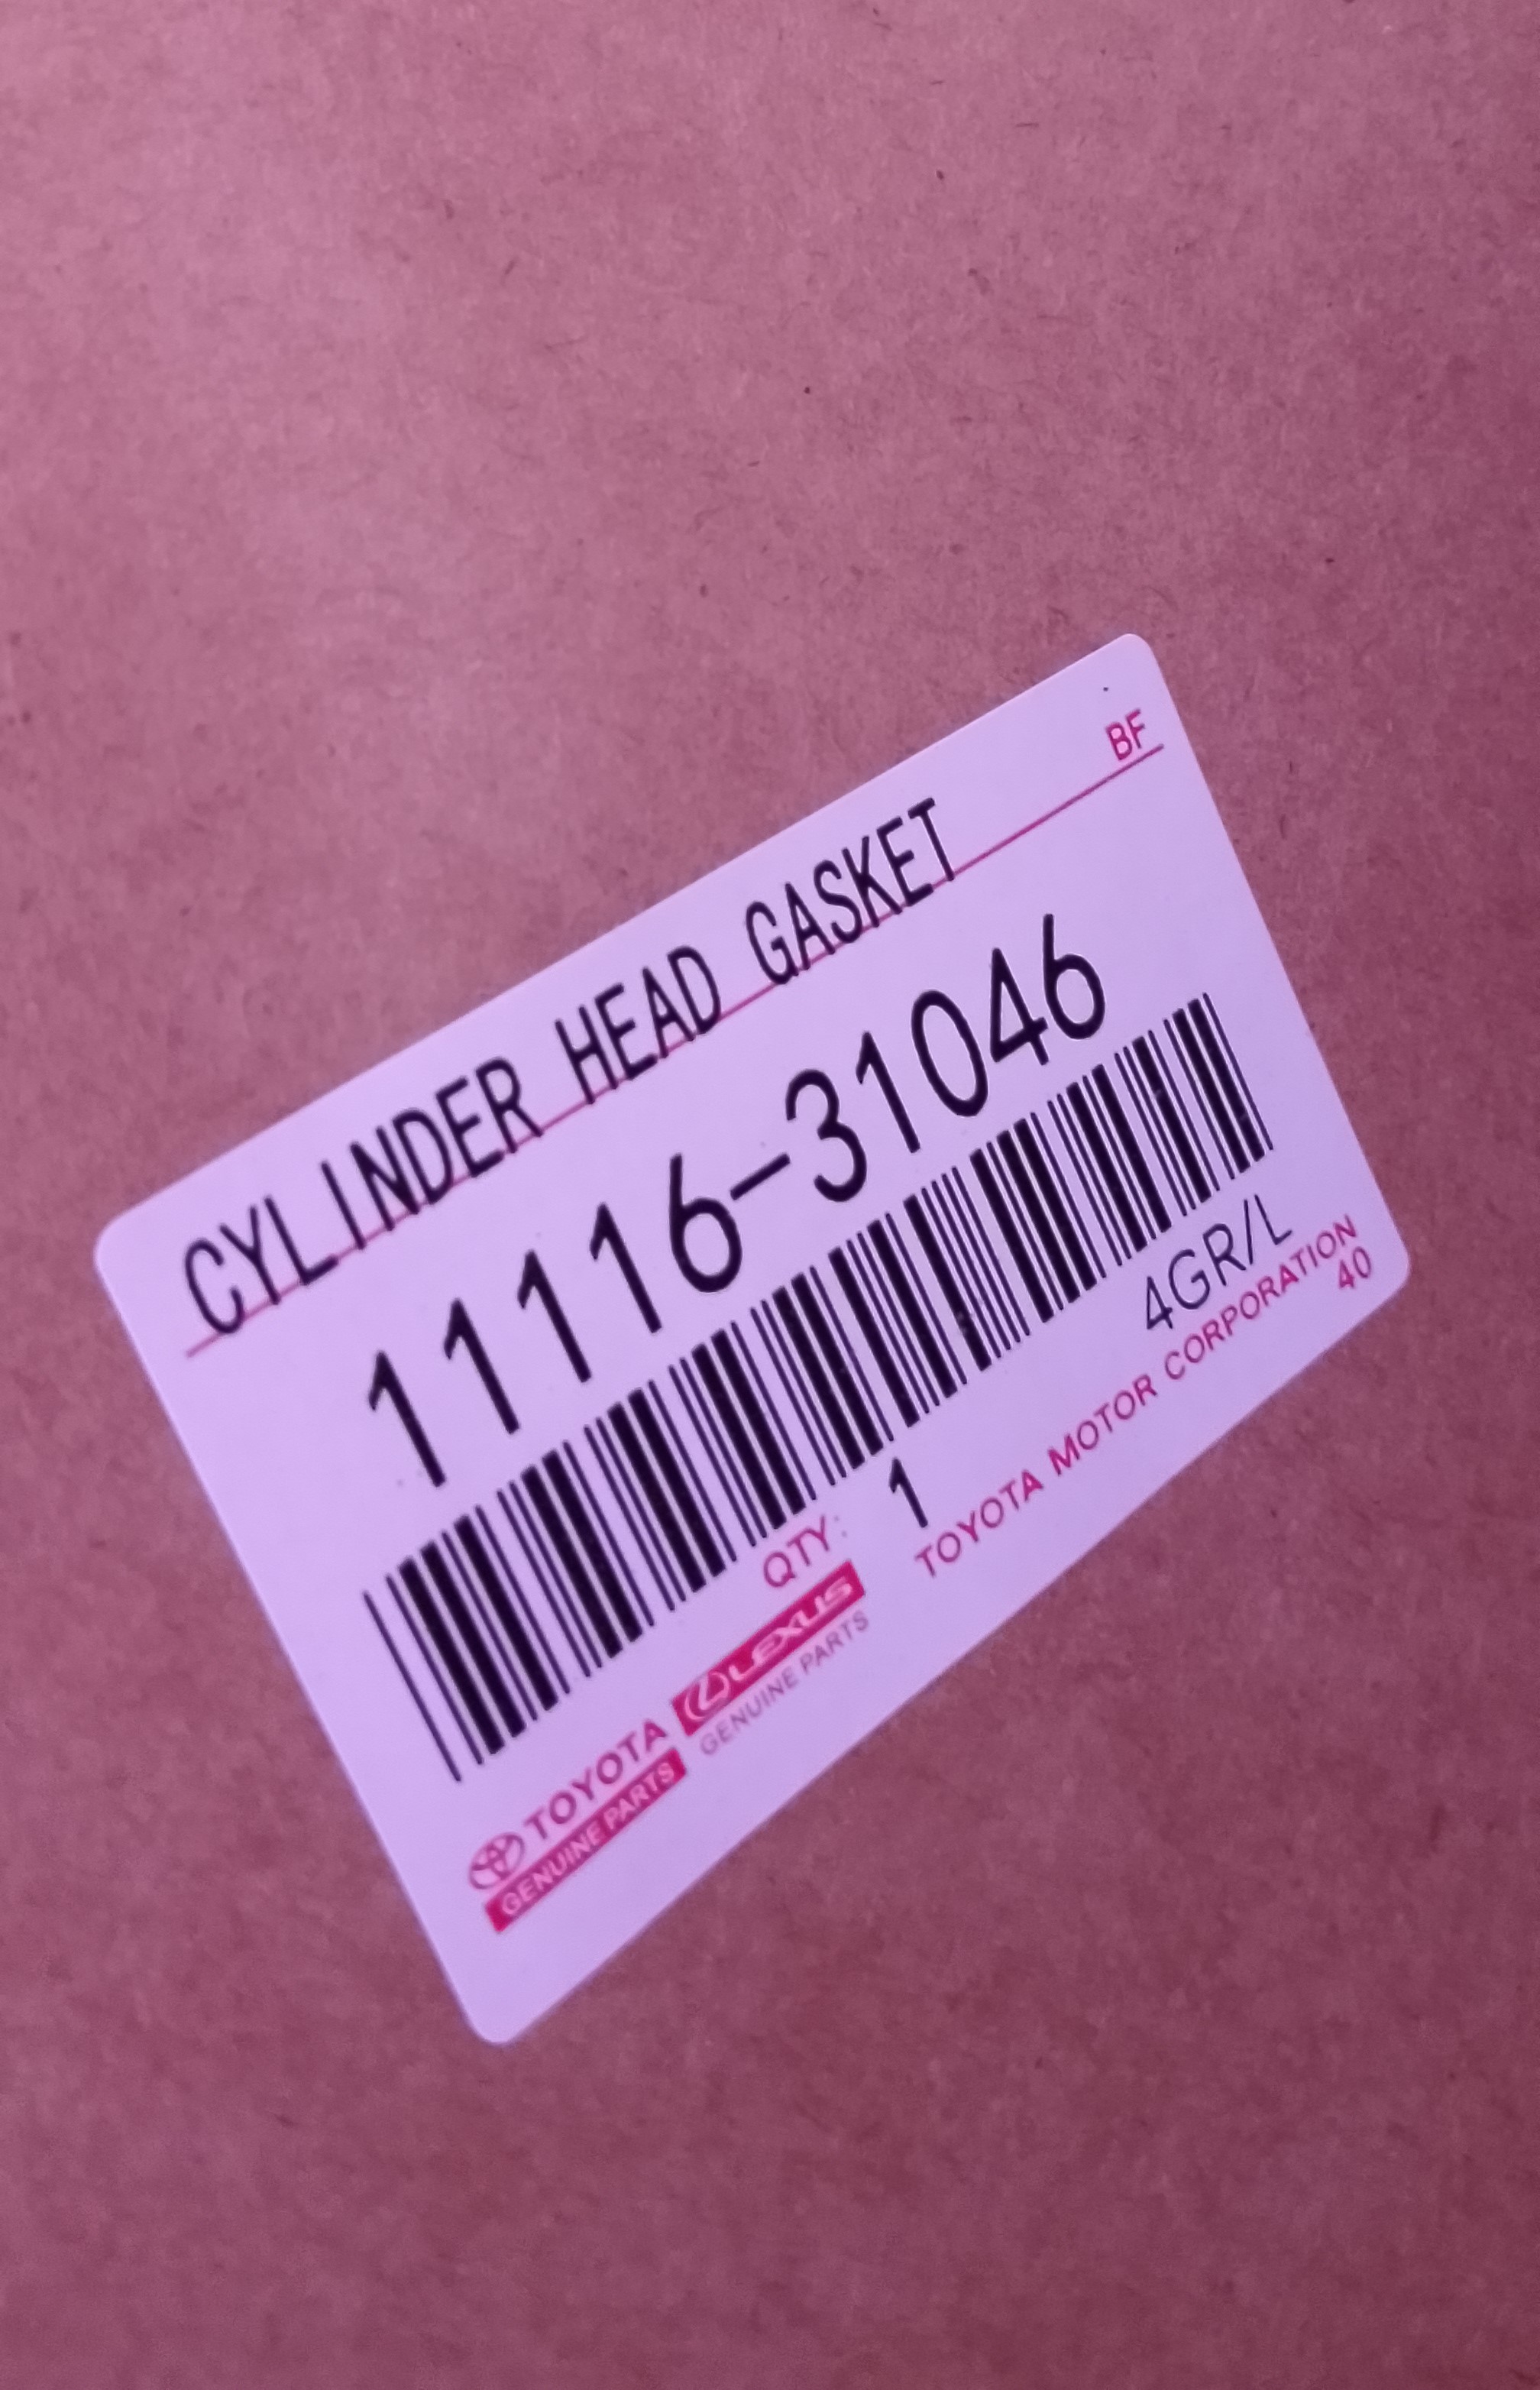 BF
CYLINDER HEAD GASKET
11116-31046
QTY: 1
4GR/L
TOYOTA
GENUINE PARTS
LEXUS
GENUINE PARTS
TOYOTA MOTOR CORPORATION
40